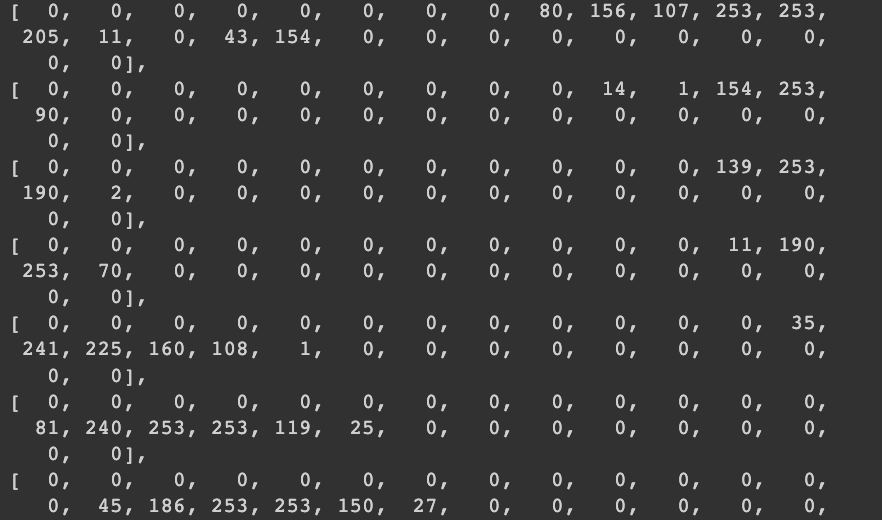 [  0,   0,   0,   0,   0,   0,   0,   0,  80, 156, 107, 253, 253,
 205,  11,   0,  43, 154,   0,   0,   0,   0,   0,   0,   0,   0,
   0,   0],
[  0,   0,   0,   0,   0,   0,   0,   0,   0,  14,   1, 154, 253,
  90,   0,   0,   0,   0,   0,   0,   0,   0,   0,   0,   0,   0,
   0,   0],
[  0,   0,   0,   0,   0,   0,   0,   0,   0,   0,   0, 139, 253,
 190,   2,   0,   0,   0,   0,   0,   0,   0,   0,   0,   0,   0,
   0,   0],
[  0,   0,   0,   0,   0,   0,   0,   0,   0,   0,   0,  11, 190,
 253,  70,   0,   0,   0,   0,   0,   0,   0,   0,   0,   0,   0,
   0,   0],
[  0,   0,   0,   0,   0,   0,   0,   0,   0,   0,   0,   0,  35,
 241, 225, 160, 108,   1,   0,   0,   0,   0,   0,   0,   0,   0,
   0,   0],
[  0,   0,   0,   0,   0,   0,   0,   0,   0,   0,   0,   0,   0,
  81, 240, 253, 253, 119,  25,   0,   0,   0,   0,   0,   0,   0,
   0,   0],
[  0,   0,   0,   0,   0,   0,   0,   0,   0,   0,   0,   0,   0,
   0,  45, 186, 253, 253, 150,  27,   0,   0,   0,   0,   0,   0,